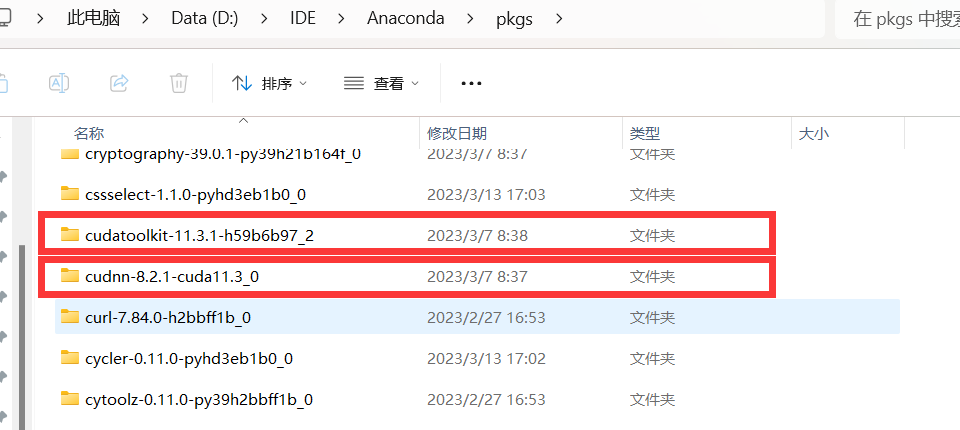 此电脑 > Data (D:) > IDE > Anaconda > pkgs >
在 pkgs 中搜索
排序 查看 ...
名称 修改日期 类型 大小
cryptography-39.0.1-py39h21b164f_0 2023/3/7 8:37 文件夹
cssselect-1.1.0-pyhd3eb1b0_0 2023/3/13 17:03 文件夹
cudatoolkit-11.3.1-h59b6b97_2 2023/3/7 8:38 文件夹
cudnn-8.2.1-cuda11.3_0 2023/3/7 8:37 文件夹
curl-7.84.0-h2bbff1b_0 2023/2/27 16:53 文件夹
cycler-0.11.0-pyhd3eb1b0_0 2023/3/13 17:02 文件夹
cytoolz-0.11.0-py39h2bbff1b_0 2023/2/27 16:53 文件夹